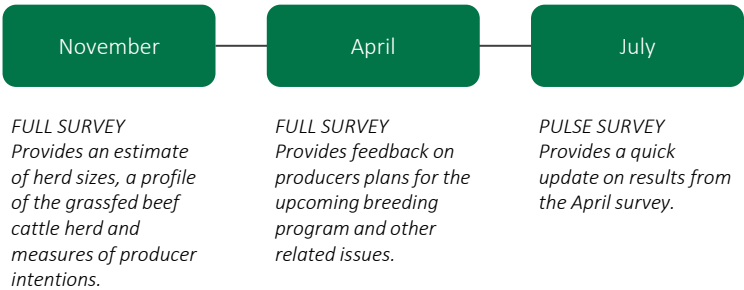 November
April
July
FULL SURVEY
Provides an estimate
of herd sizes, a profile
of the grassfed beef
cattle herd and
measures of producer
intentions.
FULL SURVEY
Provides feedback on
producers plans for the
upcoming breeding
program and other
related issues.
PULSE SURVEY
Provides a quick
update on results from
the April survey.